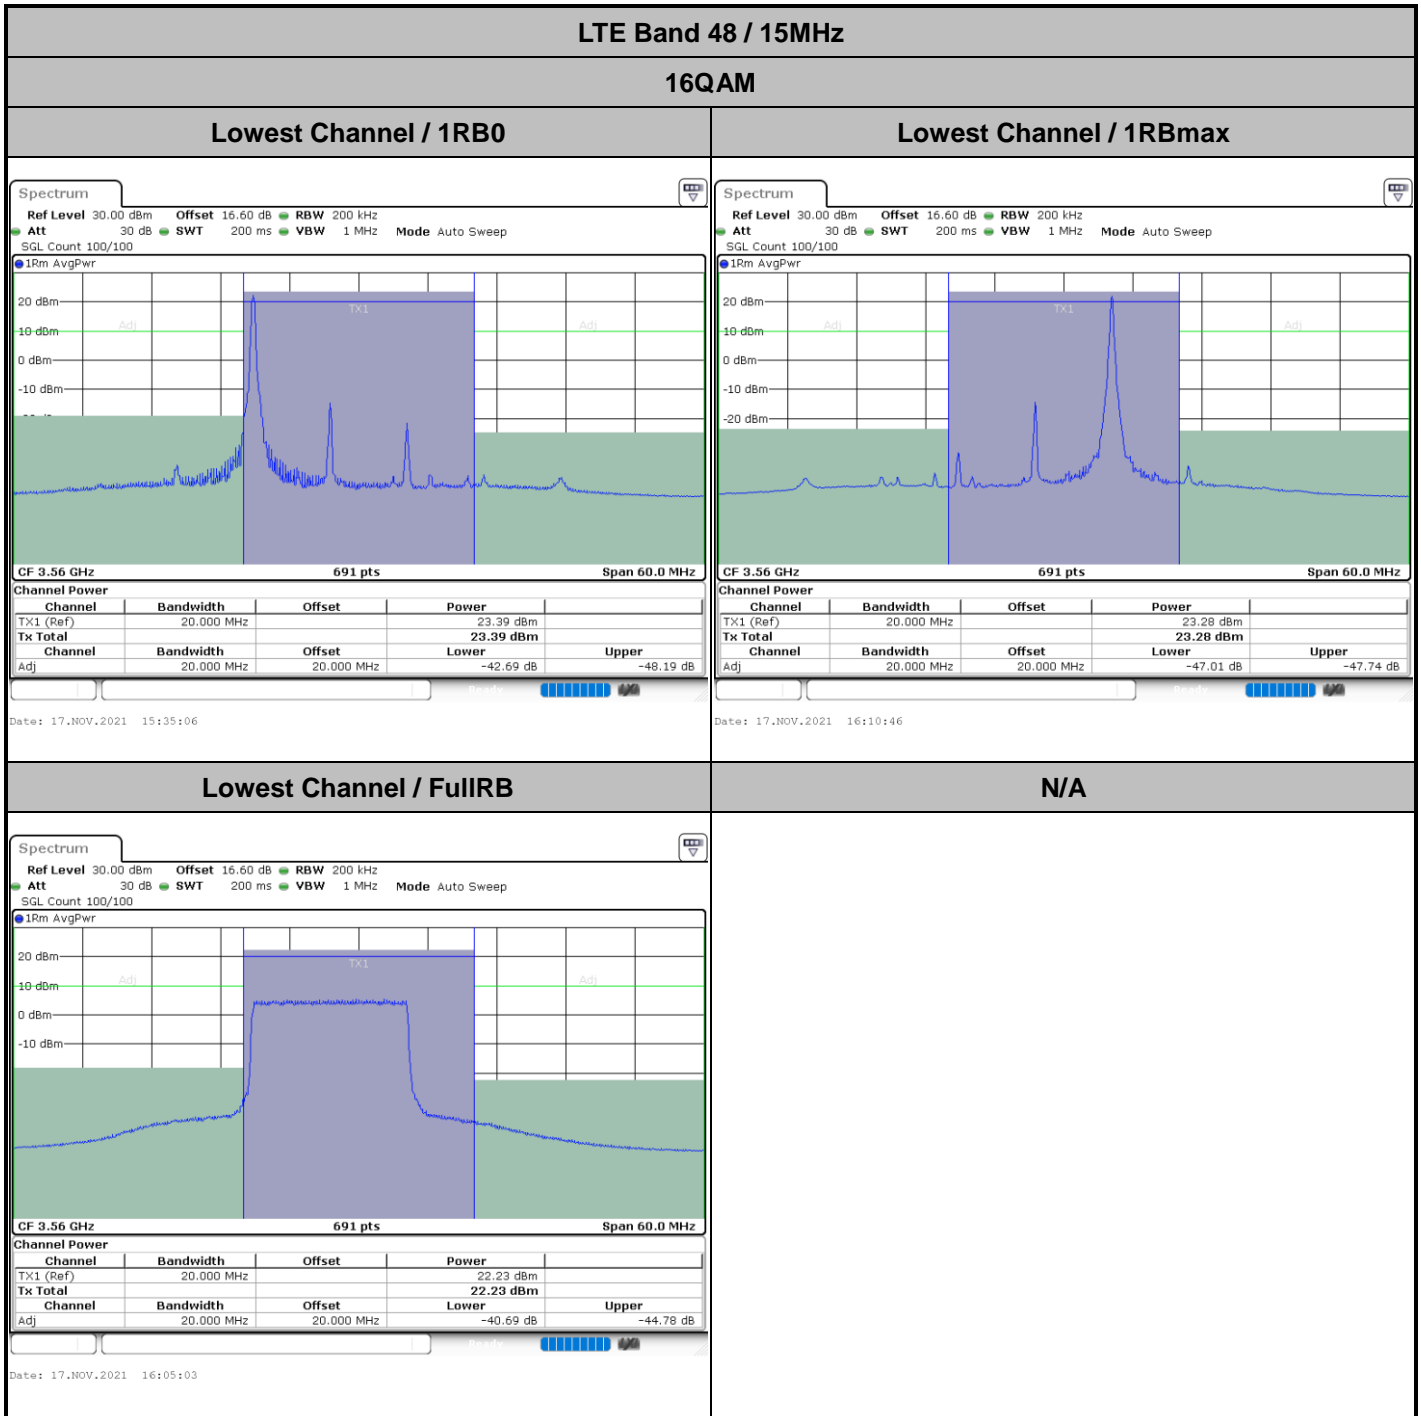 LTE Band 48 / 15MHz
16QAM
Lowest Channel / 1RB0
Lowest Channel / 1RBmax
Spectrum
Ref Level 30.00 dBm Offset 16.60 dB RBW 200 kHz
Att 30 dB SWT 200 ms VBW 1 MHz Mode Auto Sweep
SGL Count 100/100
1Rm AvgPwr
TX1
Adj
Adj
20 dBm
10 dBm
0 dBm
-10 dBm
CF 3.56 GHz 691 pts Span 60.0 MHz
Channel Power
Channel Bandwidth Offset Power
TX1 (Ref) 20.000 MHz 23.39 dBm
Tx Total 23.39 dBm
Channel Bandwidth Offset Lower Upper
Adj 20.000 MHz 20.000 MHz -42.69 dB -48.19 dB
Ready
Date: 17.NOV.2021 15:35:06
Spectrum
Ref Level 30.00 dBm Offset 16.60 dB RBW 200 kHz
Att 30 dB SWT 200 ms VBW 1 MHz Mode Auto Sweep
SGL Count 100/100
1Rm AvgPwr
TX1
Adj
Adj
20 dBm
10 dBm
0 dBm
-10 dBm
-20 dBm
CF 3.56 GHz 691 pts Span 60.0 MHz
Channel Power
Channel Bandwidth Offset Power
TX1 (Ref) 20.000 MHz 23.28 dBm
Tx Total 23.28 dBm
Channel Bandwidth Offset Lower Upper
Adj 20.000 MHz 20.000 MHz -47.01 dB -47.74 dB
Ready
Date: 17.NOV.2021 16:10:46
Lowest Channel / FullRB
N/A
Spectrum
Ref Level 30.00 dBm Offset 16.60 dB RBW 200 kHz
Att 30 dB SWT 200 ms VBW 1 MHz Mode Auto Sweep
SGL Count 100/100
1Rm AvgPwr
TX1
Adj
Adj
20 dBm
10 dBm
0 dBm
-10 dBm
CF 3.56 GHz 691 pts Span 60.0 MHz
Channel Power
Channel Bandwidth Offset Power
TX1 (Ref) 20.000 MHz 22.23 dBm
Tx Total 22.23 dBm
Channel Bandwidth Offset Lower Upper
Adj 20.000 MHz 20.000 MHz -40.69 dB -44.78 dB
Ready
Date: 17.NOV.2021 16:05:03